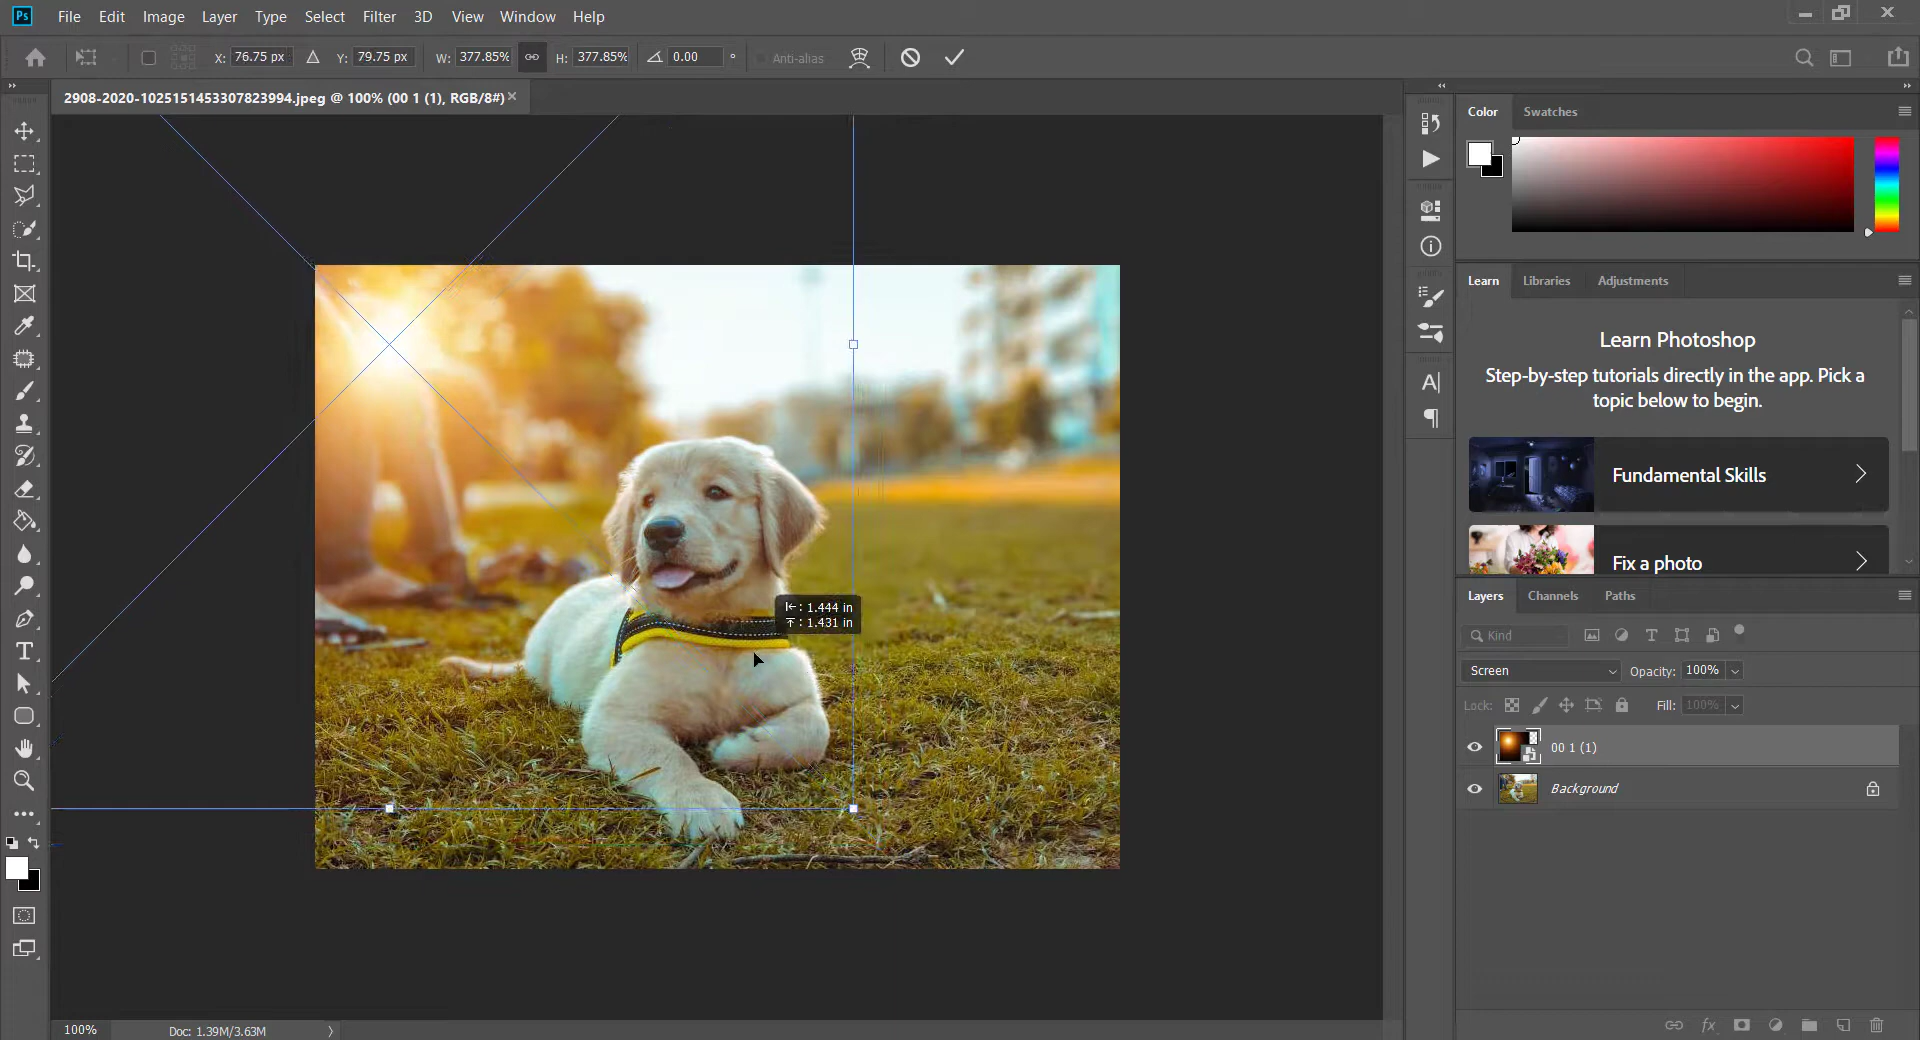 Ps File Edit Image Layer Type Select Filter 3D View Window Help
X: 76.75 px Y: 79.75 px W: 377.85% H: 377.85% 0.00 ° Anti-alias
2908-2020-1025151453307823994.jpeg @ 100% (00 1 (1), RGB/8#) ×
Color Swatches
Learn Libraries Adjustments
Learn Photoshop
Step-by-step tutorials directly in the app. Pick a
topic below to begin.
Fundamental Skills
Fix a photo
: 1.444 in
: 1.431 in
Layers Channels Paths
Kind
Screen Opacity: 100%
Lock: Fill: 100%
00 1 (1)
Background
100% Doc: 1.39M/3.63M